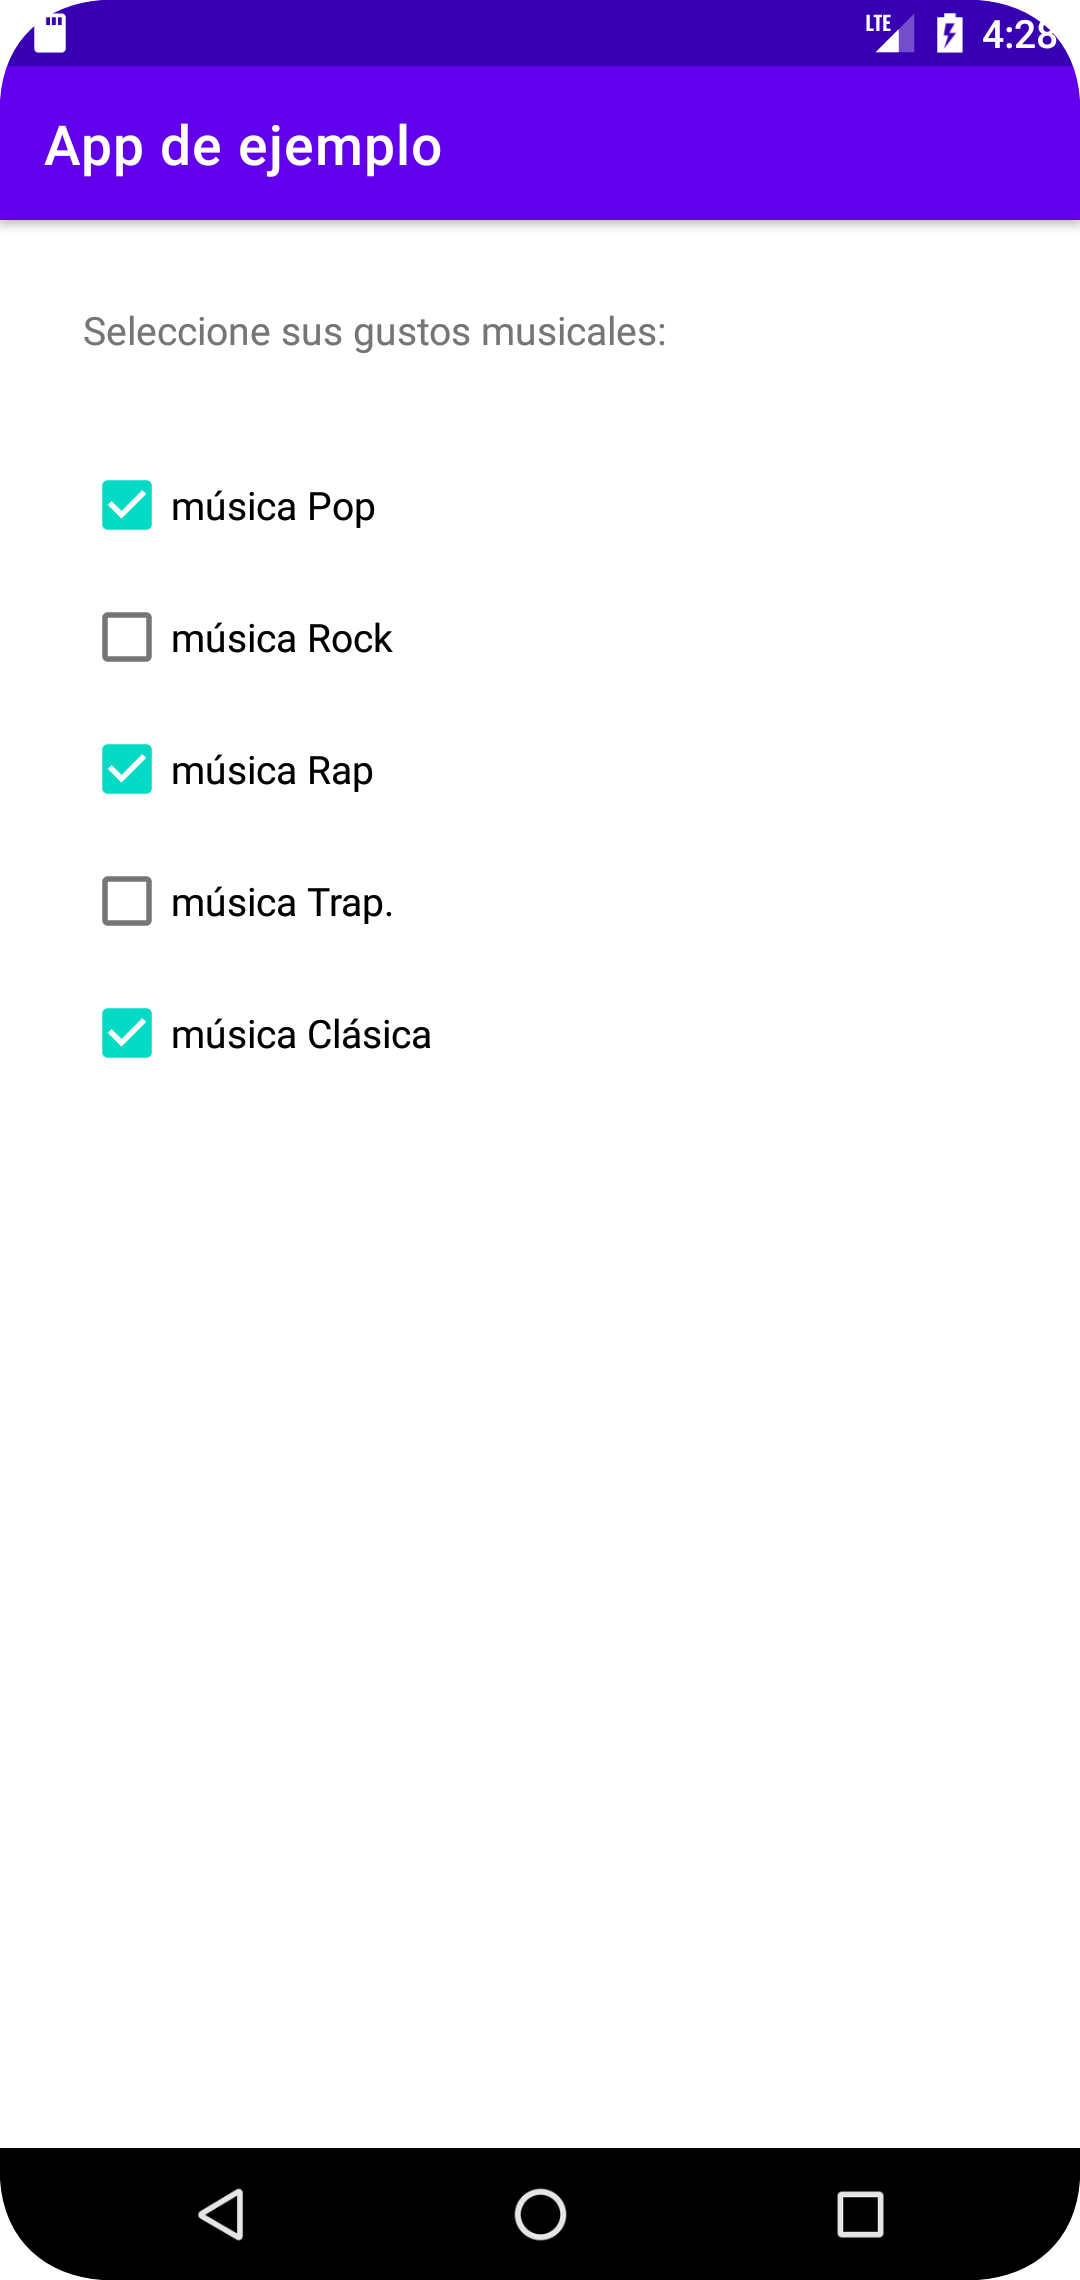 LTE 4:28
App de ejemplo
Seleccione sus gustos musicales:
música Pop
música Rock
música Rap
música Trap.
música Clásica